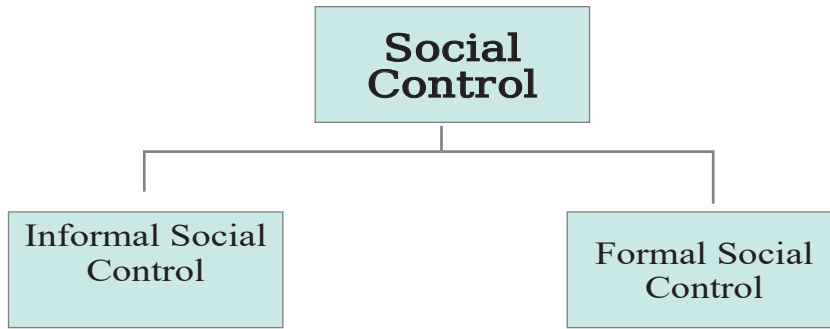 Social
Control
Informal Social
Control
Formal Social
Control